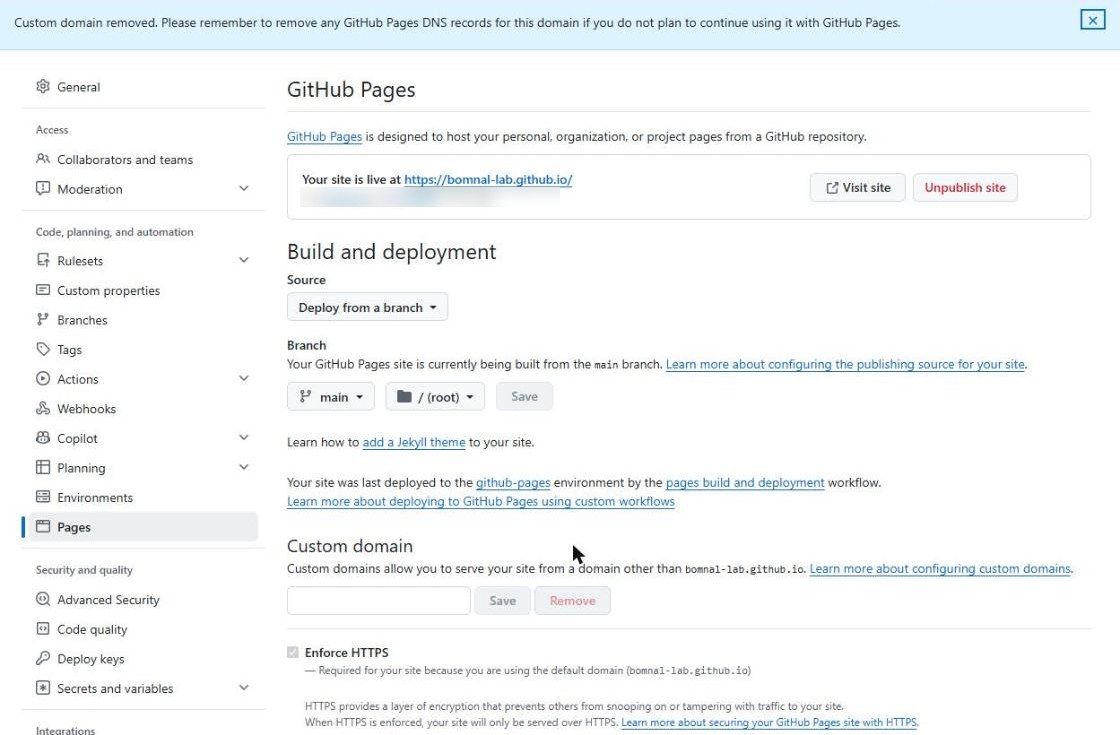 Custom domain removed. Please remember to remove any GitHub Pages DNS records for this domain if you do not plan to continue using it with GitHub Pages.
General
Access
Collaborators and teams
Moderation
Code, planning, and automation
Rulesets
Custom properties
Branches
Tags
Actions
Webhooks
Copilot
Planning
Environments
Pages
Security and quality
Advanced Security
Code quality
Deploy keys
Secrets and variables
Integrations
GitHub Pages
GitHub Pages is designed to host your personal, organization, or project pages from a GitHub repository.
Your site is live at https://bomnal-lab.github.io/
Visit site
Unpublish site
Build and deployment
Source
Deploy from a branch
Branch
Your GitHub Pages site is currently being built from the main branch. Learn more about configuring the publishing source for your site.
main
/ (root)
Save
Learn how to add a Jekyll theme to your site.
Your site was last deployed to the github-pages environment by the pages build and deployment workflow.
Learn more about deploying to GitHub Pages using custom workflows
Custom domain
Custom domains allow you to serve your site from a domain other than bomnal-lab.github.io. Learn more about configuring custom domains.
Save
Remove
Enforce HTTPS
— Required for your site because you are using the default domain (bomnal-lab.github.io)
HTTPS provides a layer of encryption that prevents others from snooping on or tampering with traffic to your site.
When HTTPS is enforced, your site will only be served over HTTPS. Learn more about securing your GitHub Pages site with HTTPS.